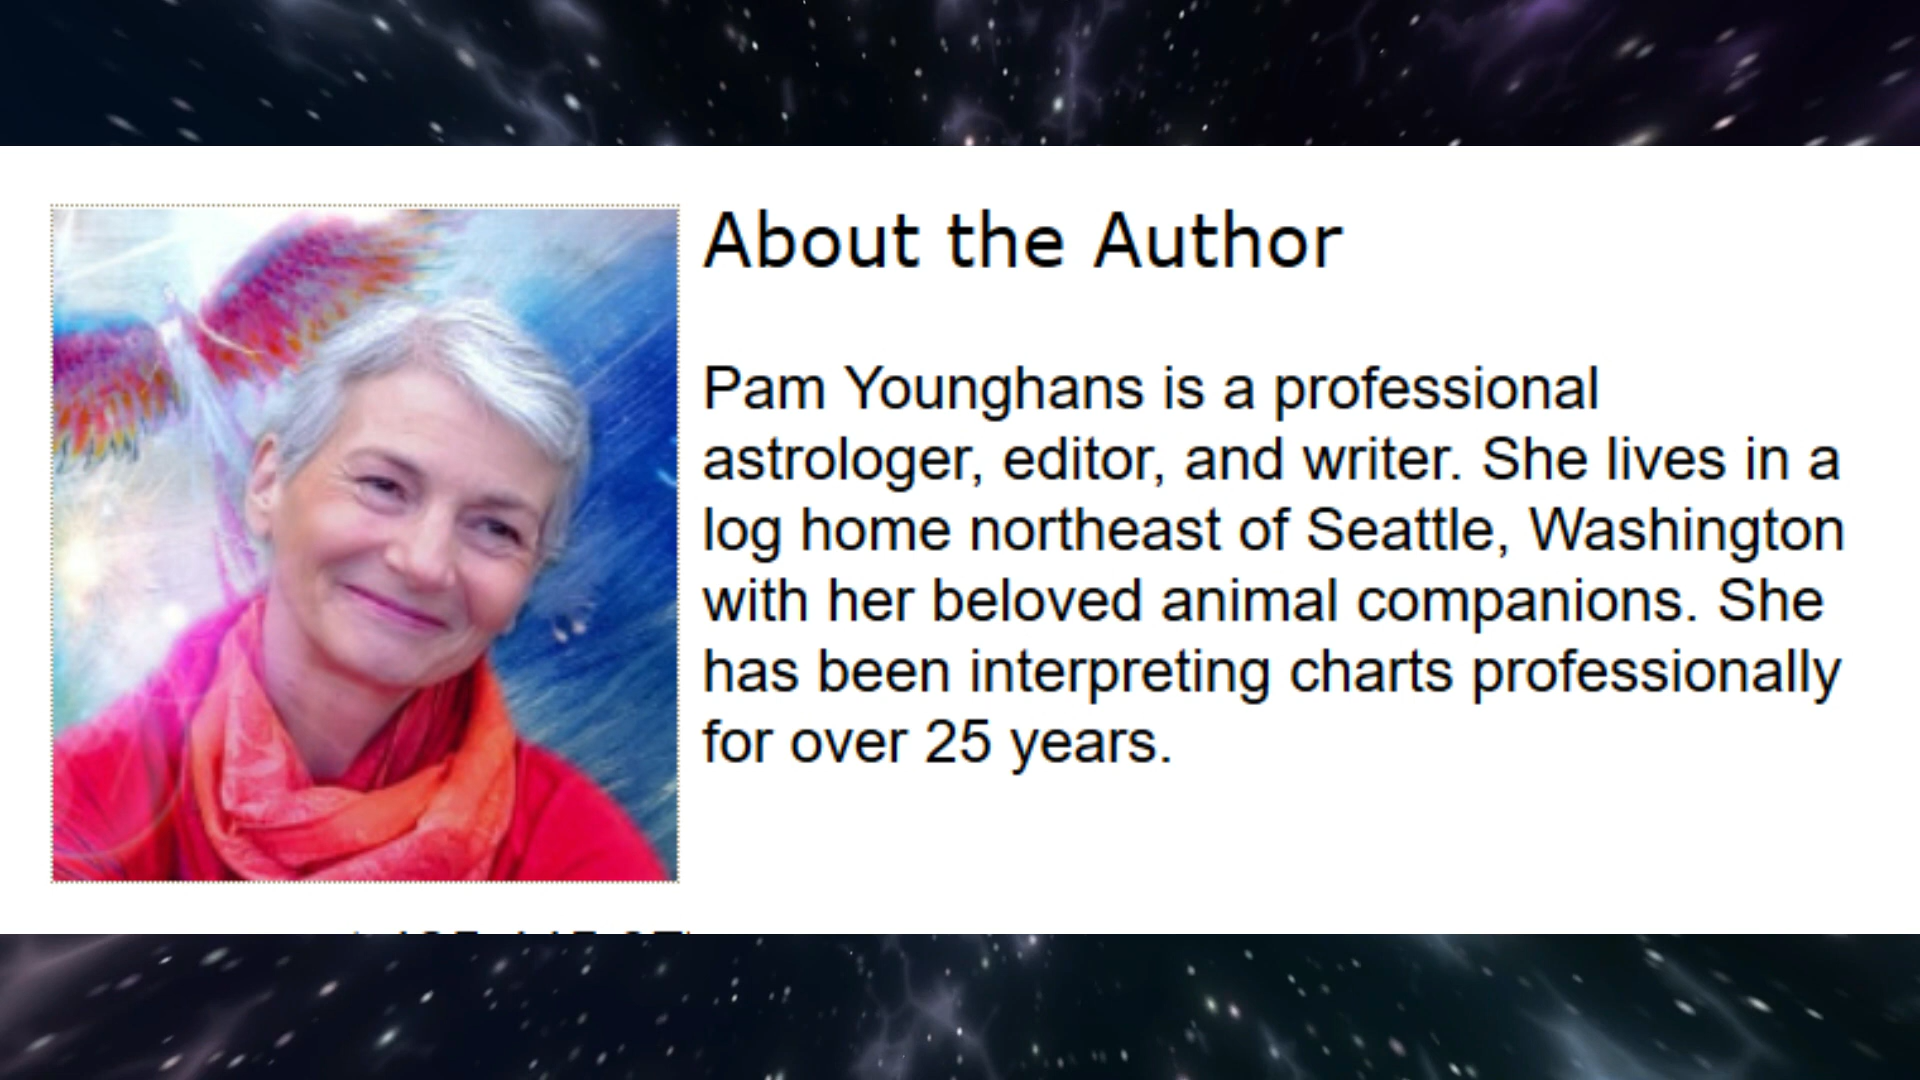 About the Author
Pam Younghans is a professional
astrologer, editor, and writer. She lives in a
log home northeast of Seattle, Washington
with her beloved animal companions. She
has been interpreting charts professionally
for over 25 years.